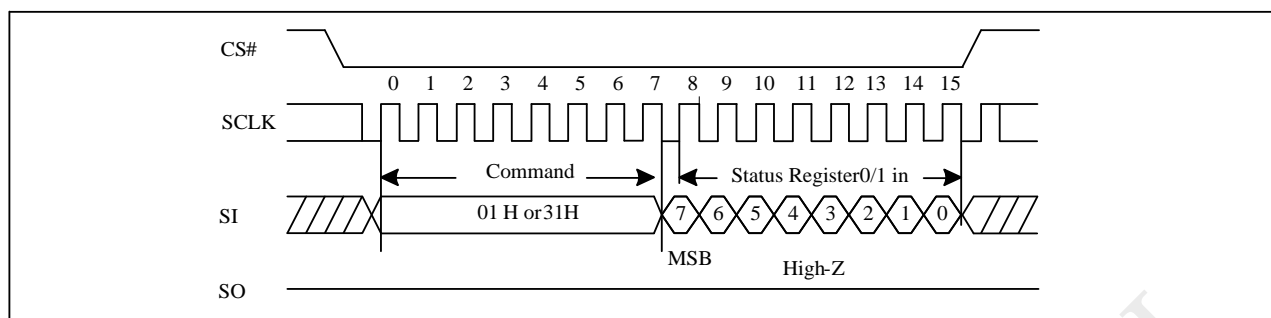 CS#
0 1 2 3 4 5 6 7 8 9 10 11 12 13 14 15
SCLK
Command Status Register0/1 in
SI 01 H or31H 7 6 5 4 3 2 1 0
MSB High-Z
SO